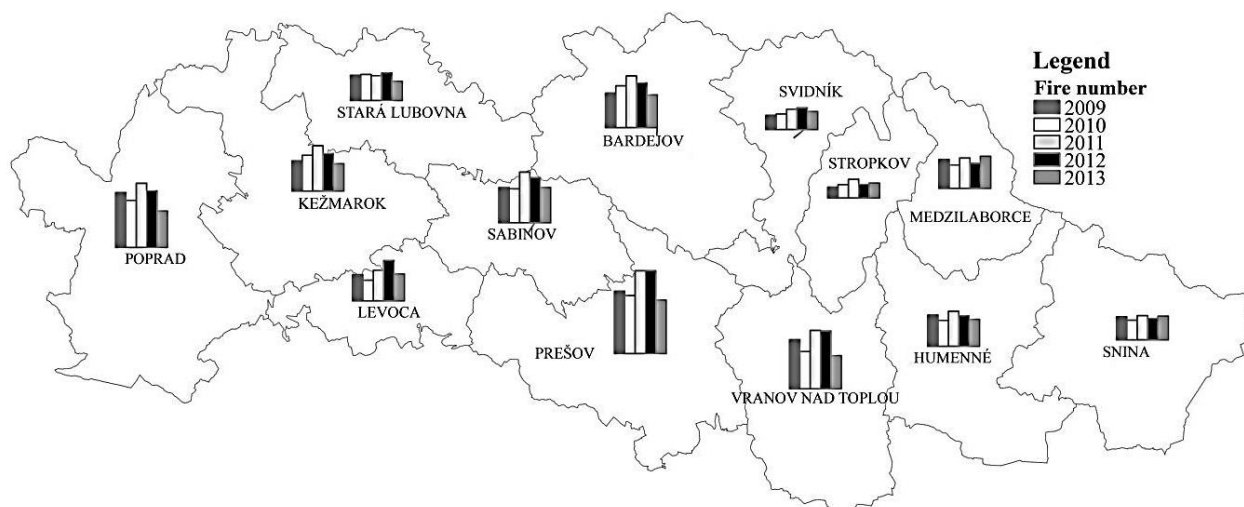 Legend
Fire number
2009
2010
2011
2012
2013
STARÁ LUBOVNA
BARDEJOV
SVIDNÍK
STROPKOV
MEDZILABORCE
KEŽMAROK
SABINOV
POPRAD
LEVOCA
PREŠOV
VRANOV NAD TOPLOU
HUMENNÉ
SNINA